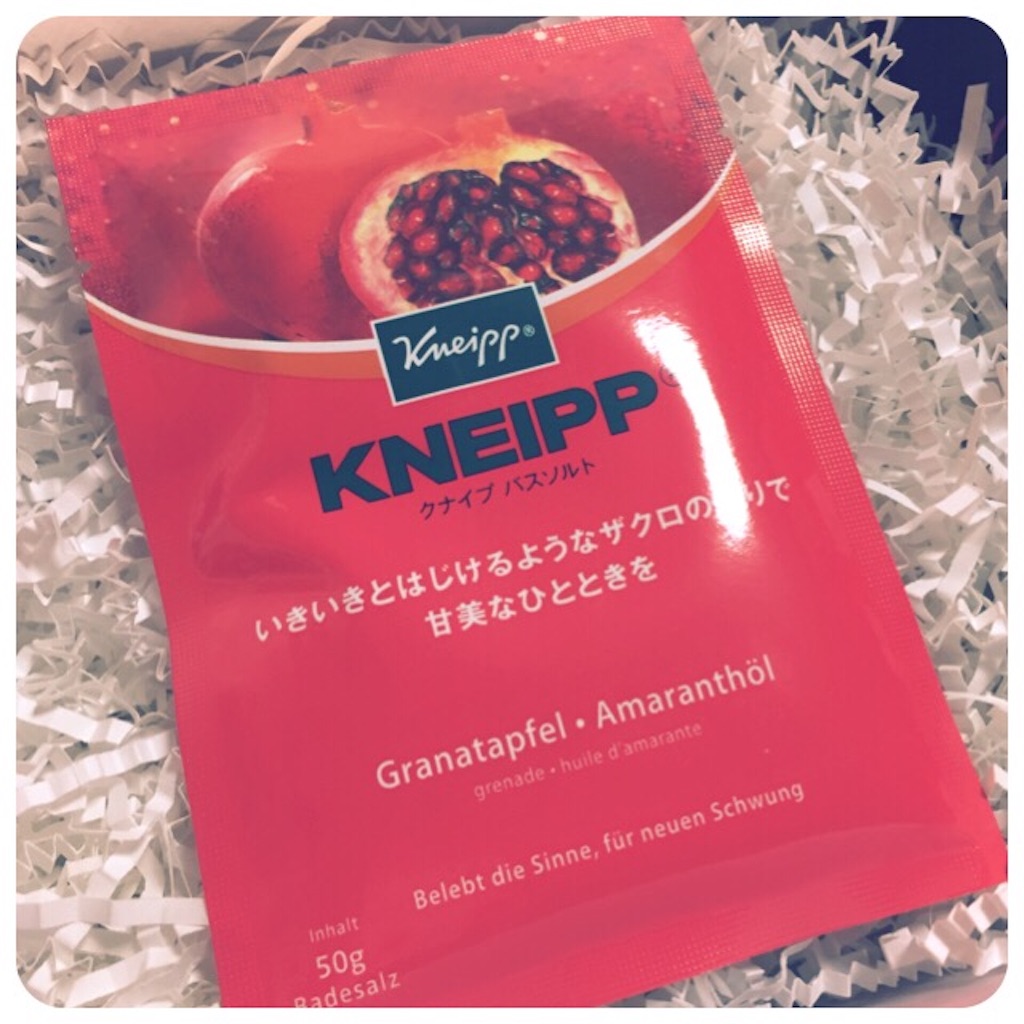 Kneipp®
KNEIPP®
クナイプ バスソルト
いきいきとはじけるようなザクロの りで
甘美なひとときを
Granatapfel • Amaranthöl
grenade • huile d'amarante
Belebt die Sinne, für neuen Schwung
Inhalt
50g
Badesalz